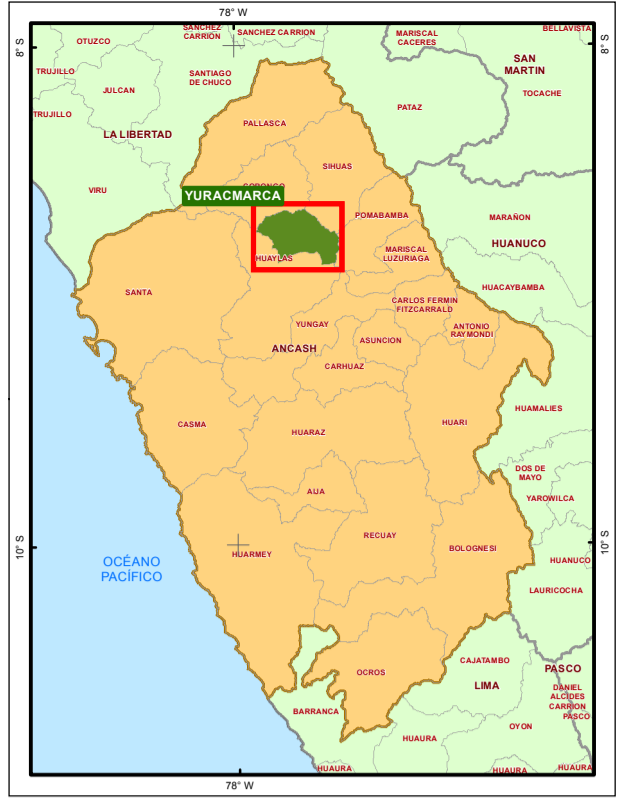 78° W
8° S
8° S
OTUZCO
SANCHEZ
CARRION
SANCHEZ CARRION
MARISCAL
CACERES
BELLAVISTA
TRUJILLO
JULCAN
SANTIAGO
DE CHUCO
SAN
MARTIN
TOCACHE
PATAZ
TRUJILLO
LA LIBERTAD
PALLASCA
SIHUAS
VIRU
YURACMARCA
POMABAMBA
MARAÑON
HUANUCO
HUAYLAS
MARISCAL
LUZURIAGA
SANTA
HUACAYBAMBA
CARLOS FERMIN
FITZCARRALD
YUNGAY
ANTONIO
RAYMONDI
ASUNCION
ANCASH
CARHUAZ
CASMA
HUARAZ
HUARI
HUAMALIES
DOS DE
MAYO
YAROWILCA
AIJA
RECUAY
HUARMEY
BOLOGNESI
10° S
10° S
OCÉANO
PACÍFICO
HUANUCO
LAURICOCHA
OCROS
CAJATAMBO
LIMA
PASCO
DANIEL
ALCIDES
CARRION
PASCO
BARRANCA
OYON
HUAURA
HUAURA
HUAURA
HUAURA
78° W